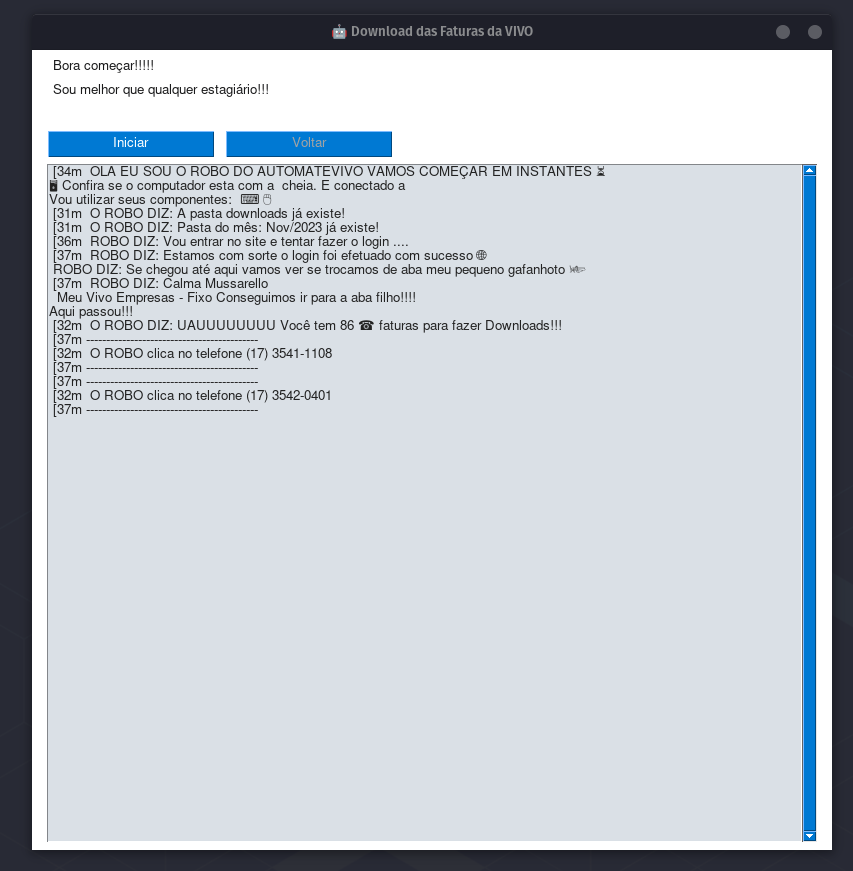 🤖 Download das Faturas da VIVO
Bora começar!!!!!
Sou melhor que qualquer estagiário!!!
Iniciar
Voltar
[34m  OLA EU SOU O ROBO DO AUTOMATEVIVO VAMOS COMEÇAR EM INSTANTES ⏳
🖥 Confira se o computador esta com a  cheia. E conectado a
Vou utilizar seus componentes:  ⌨ 🖱
[31m  O ROBO DIZ: A pasta downloads já existe!
[31m  O ROBO DIZ: Pasta do mês: Nov/2023 já existe!
[36m  ROBO DIZ: Vou entrar no site e tentar fazer o login ....
[37m  ROBO DIZ: Estamos com sorte o login foi efetuado com sucesso 🌐
ROBO DIZ: Se chegou até aqui vamos ver se trocamos de aba meu pequeno gafanhoto
[37m  ROBO DIZ: Calma Mussarello
Meu Vivo Empresas - Fixo Conseguimos ir para a aba filho!!!!
Aqui passou!!!
[32m  O ROBO DIZ: UAUUUUUUUU Você tem 86 ☎ faturas para fazer Downloads!!!
[37m -------------------------------------------
[32m  O ROBO clica no telefone (17) 3541-1108
[37m -------------------------------------------
[37m -------------------------------------------
[32m  O ROBO clica no telefone (17) 3542-0401
[37m -------------------------------------------